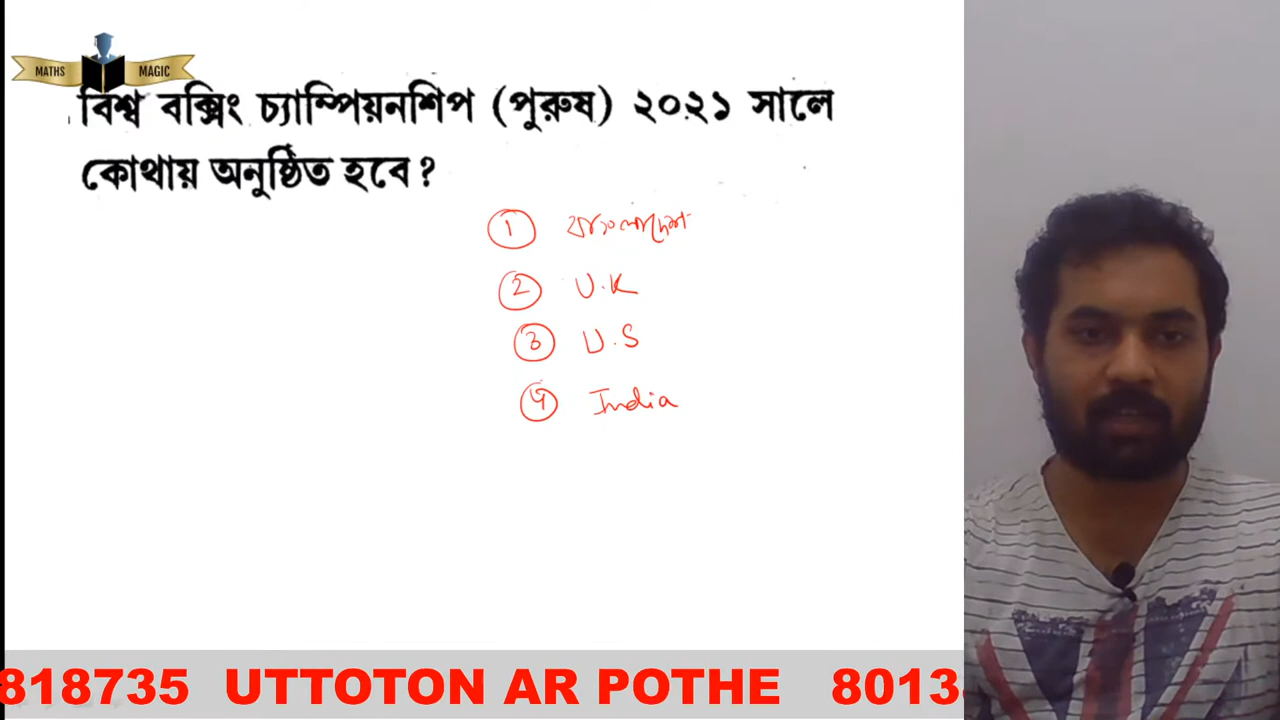 MATHS MAGIC
বিশ্ব বক্সিং চ্যাম্পিয়নশিপ (পুরুষ) ২০২১ সালে
কোথায় অনুষ্ঠিত হবে?
1 বাংলাদেশ
2 U.K
3 U.S
4 India
818735 UTTOTON AR POTHE 8013